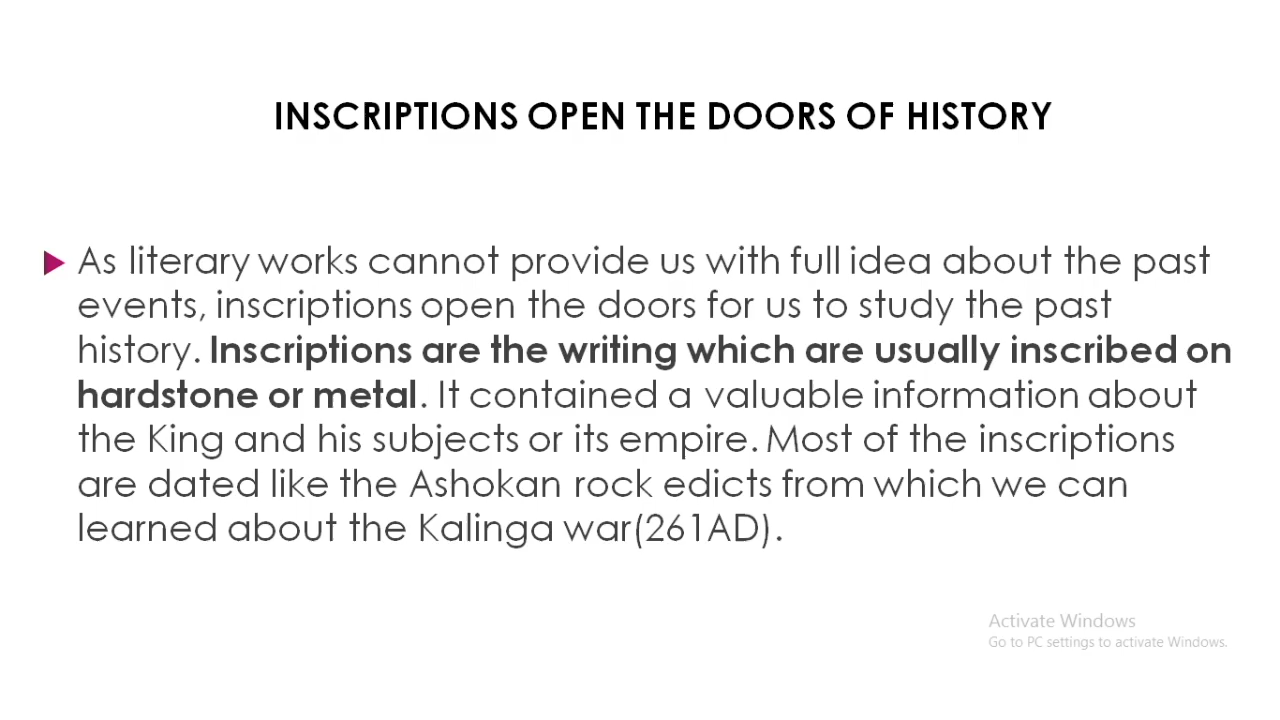 INSCRIPTIONS OPEN THE DOORS OF HISTORY
As literary works cannot provide us with full idea about the past
events, inscriptions open the doors for us to study the past
history. Inscriptions are the writing which are usually inscribed on
hardstone or metal. It contained a valuable information about
the King and his subjects or its empire. Most of the inscriptions
are dated like the Ashokan rock edicts from which we can
learned about the Kalinga war(261AD).
Activate Windows
Go to PC settings to activate Windows.